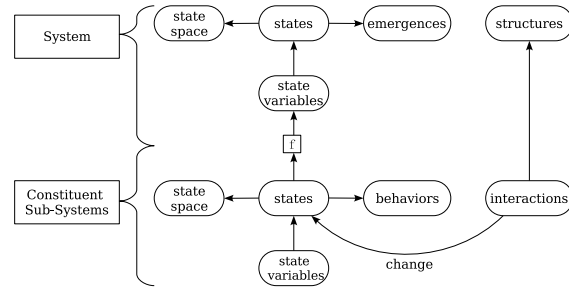 System
state
space
states
emergences
structures
state
variables
f
Constituent
Sub-Systems
state
space
states
behaviors
interactions
change
state
variables